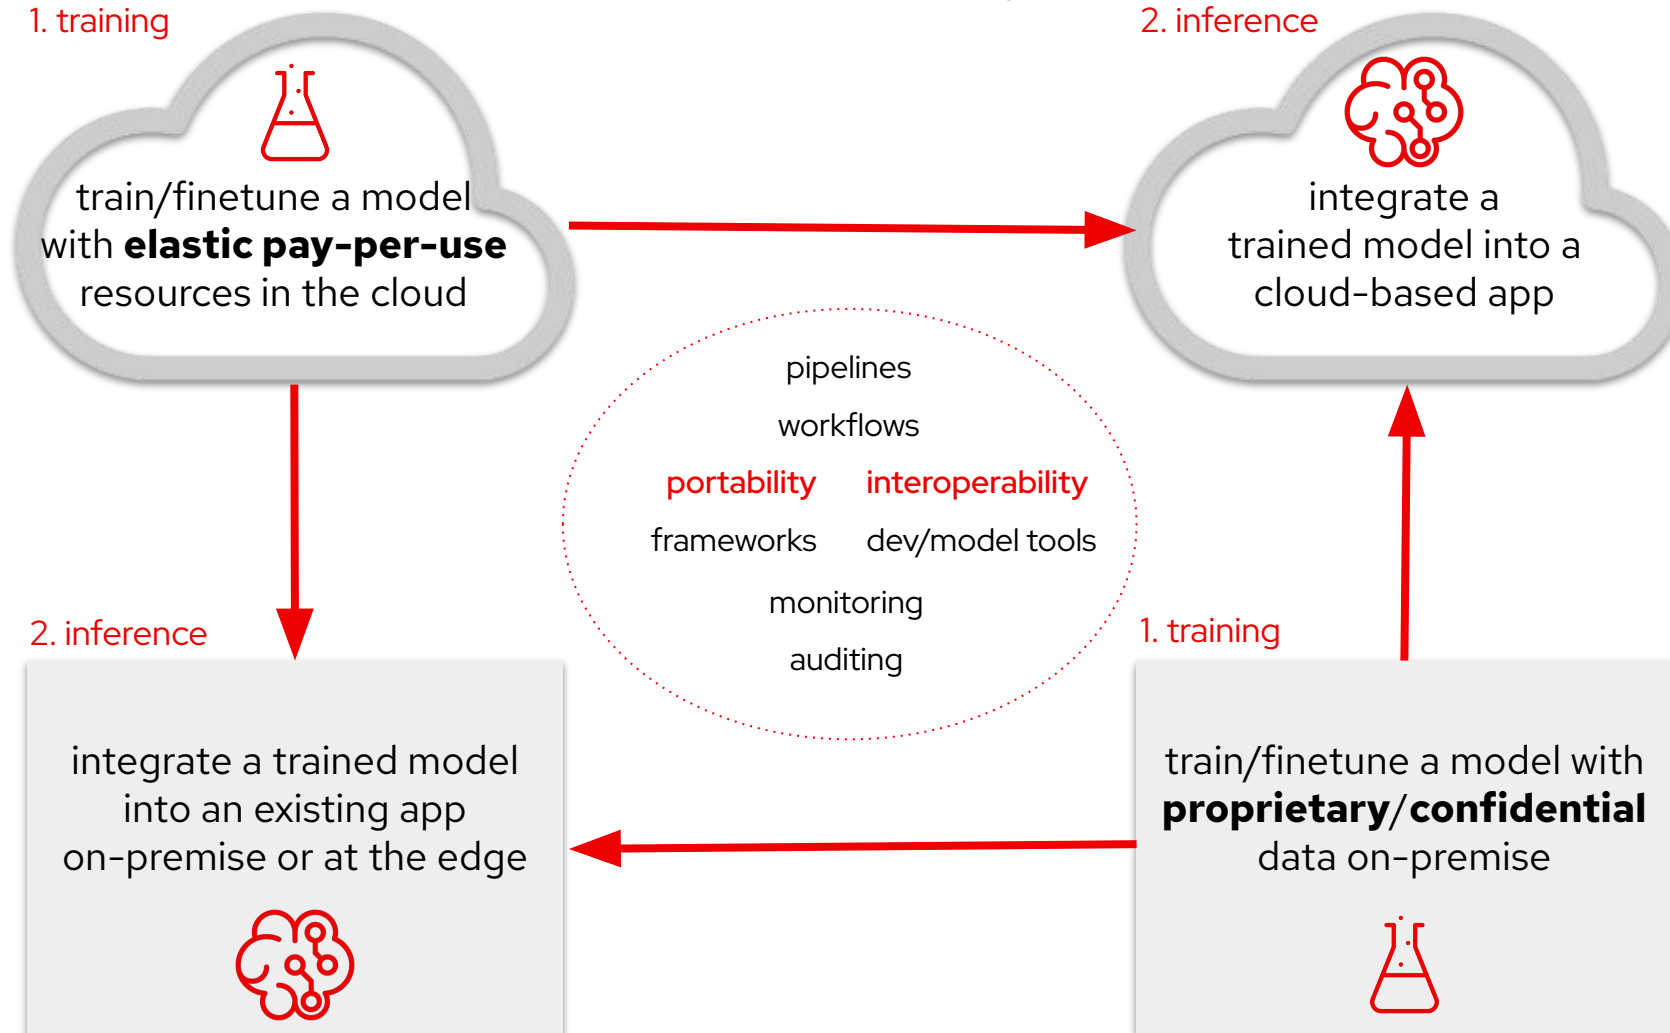 1. training
train/finetune a model
with elastic pay-per-use
resources in the cloud
2. inference
integrate a
trained model into a
cloud-based app
pipelines
workflows
portability interoperability
frameworks dev/model tools
monitoring
auditing
2. inference
integrate a trained model
into an existing app
on-premise or at the edge
1. training
train/finetune a model with
proprietary/confidential
data on-premise